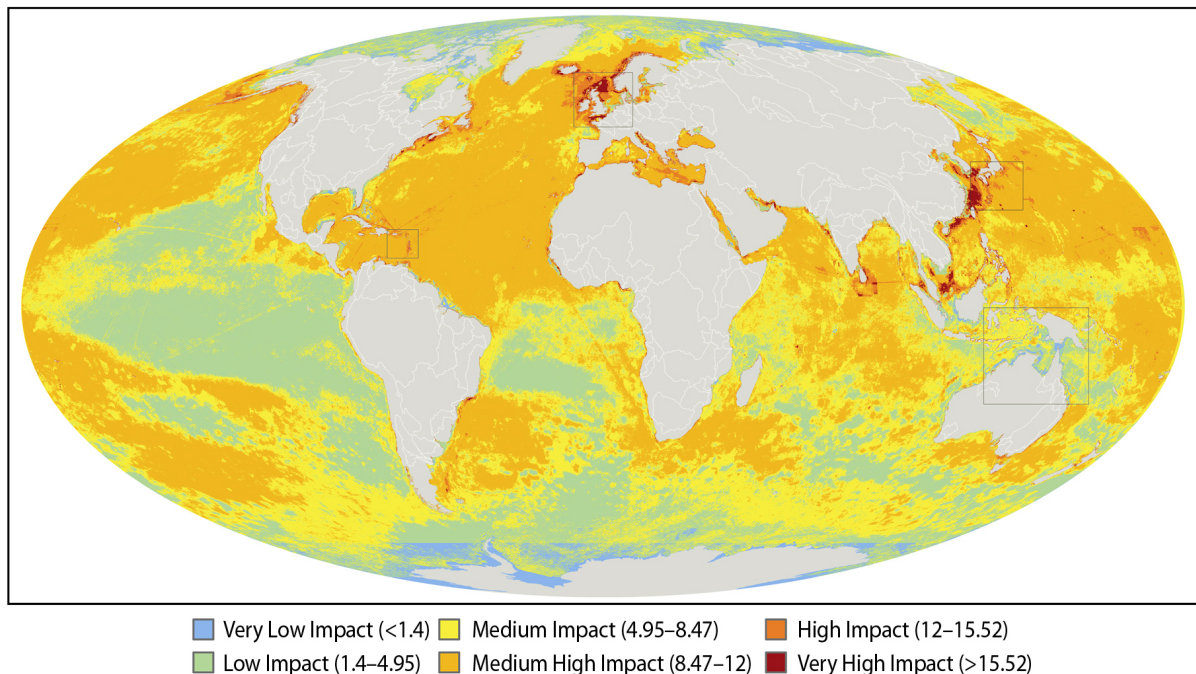 Very Low Impact (<1.4) Medium Impact (4.95–8.47) High Impact (12–15.52)
Low Impact (1.4–4.95) Medium High Impact (8.47–12) Very High Impact (>15.52)